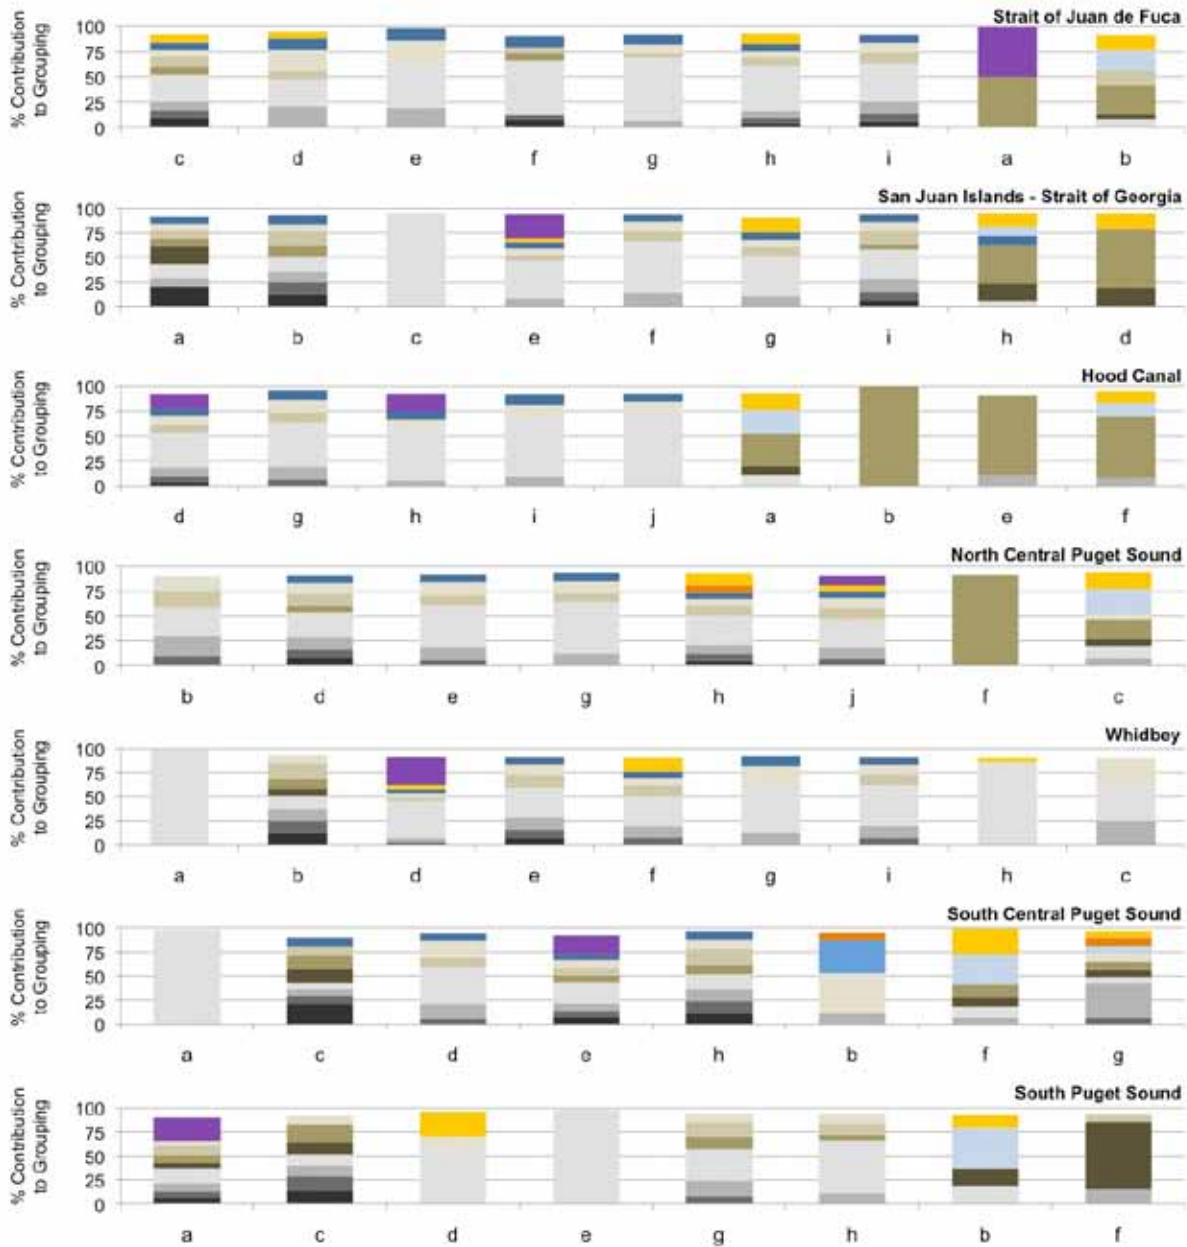 Strait of Juan de Fuca
% Contribution
to Grouping
100
75
50
25
0
c d e f g h i a b
San Juan Islands - Strait of Georgia
% Contribution
to Grouping
100
75
50
25
0
a b c e f g i h d
Hood Canal
% Contribution
to Grouping
100
75
50
25
0
d g h i j a b e f
North Central Puget Sound
% Contribution
to Grouping
100
75
50
25
0
b d e g h j f c
Whidbey
% Contribution
to Grouping
100
75
50
25
0
a b d e f g i h c
South Central Puget Sound
% Contribution
to Grouping
100
75
50
25
0
a c d e h b f g
South Puget Sound
% Contribution
to Grouping
100
75
50
25
0
a c d e g h b f